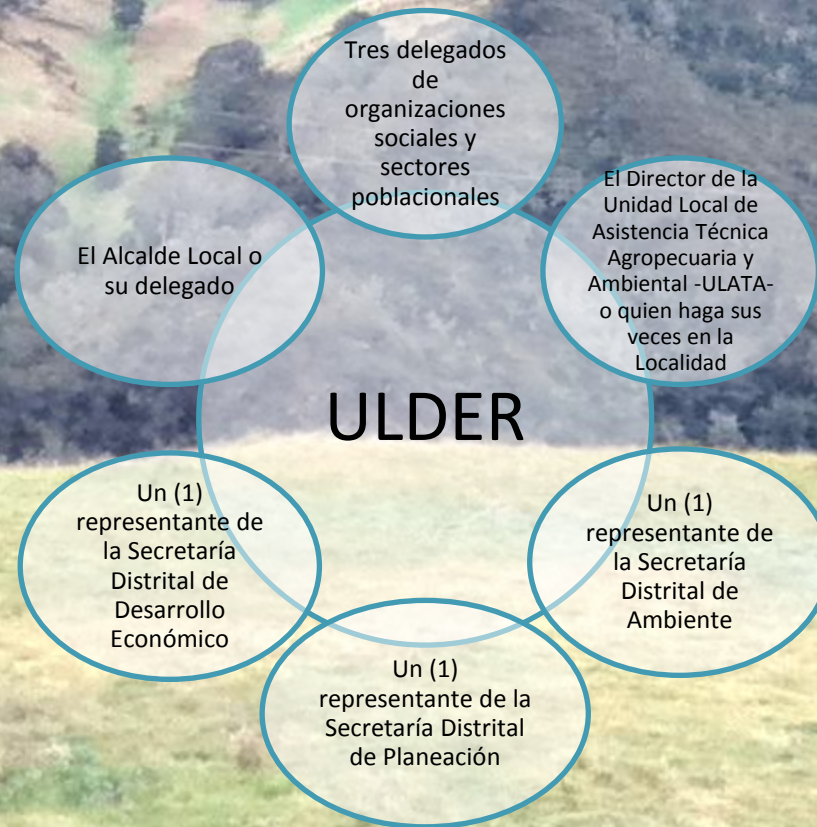 Tres delegados
de
organizaciones
sociales y
sectores
poblacionales
El Director de la
Unidad Local de
Asistencia Técnica
Agropecuaria y
Ambiental -ULATA-
o quien haga sus
veces en la
Localidad
Un (1)
representante de
la Secretaría
Distrital de
Ambiente
Un (1)
representante de la
Secretaría Distrital
de Planeación
Un (1)
representante de
la Secretaría
Distrital de
Desarrollo
Económico
El Alcalde Local o
su delegado
ULDER